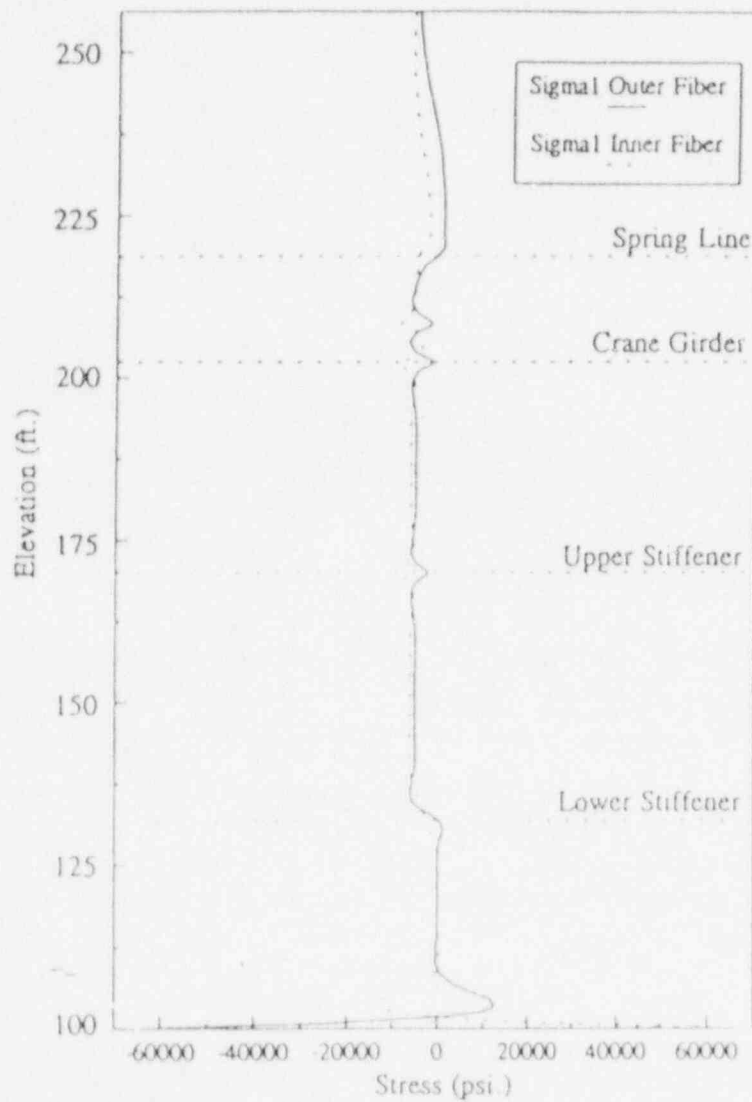 250
225
200
175
150
125
100
Elevation (ft.)
Sigmal Outer Fiber
Sigmal Inner Fiber
Spring Line
Crane Girder
Upper Stiffener
Lower Stiffener
-60000 -40000 -20000 0 20000 40000 60000
Stress (psi.)